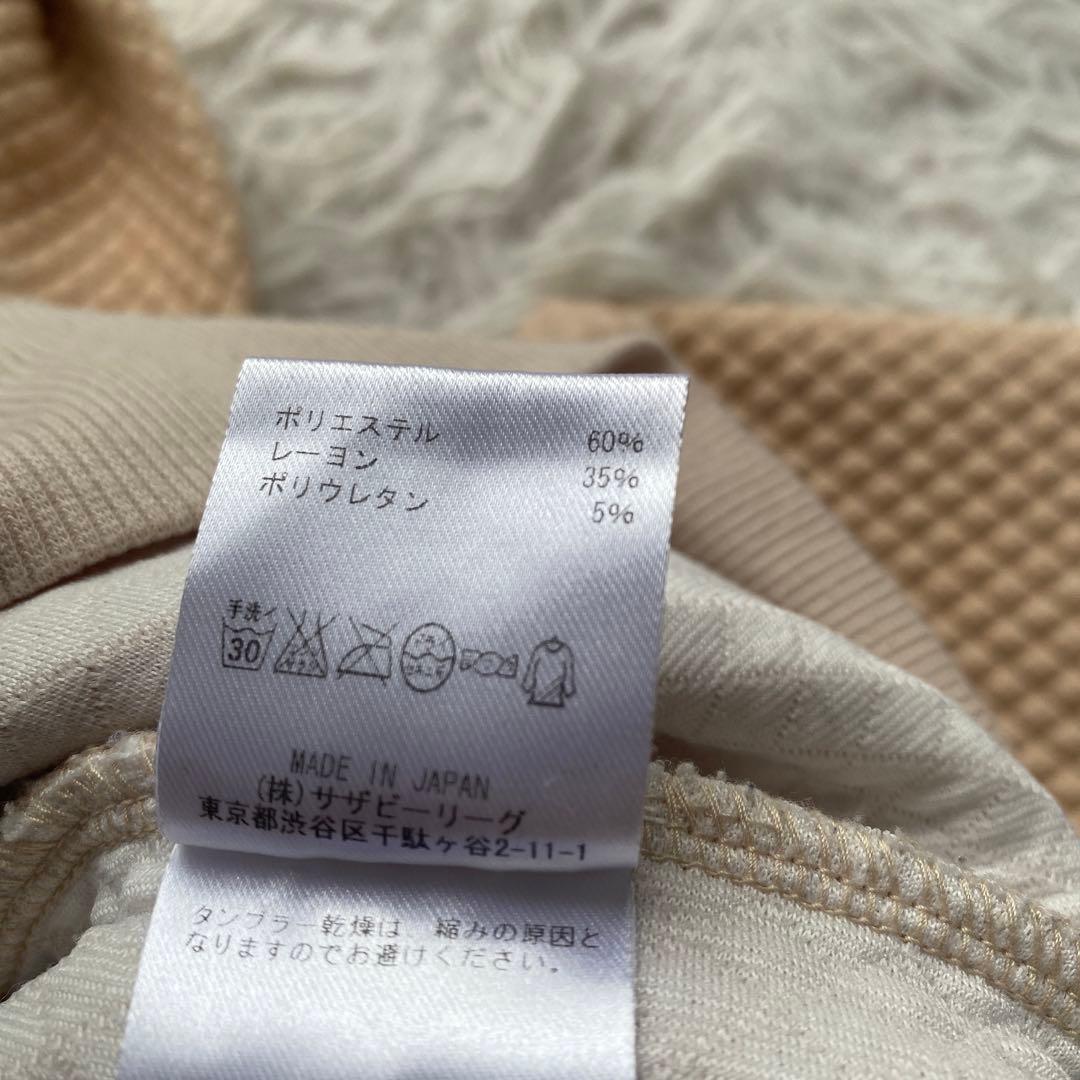 ポリエステル 60%
レーヨン 35%
ポリウレタン 5%
手洗イ
30
MADE IN JAPAN
(株)サザビーリーグ
東京都渋谷区千駄ヶ谷2-11-1
タンブラー乾燥は、縮みの原因と
なりますのでお避けください。